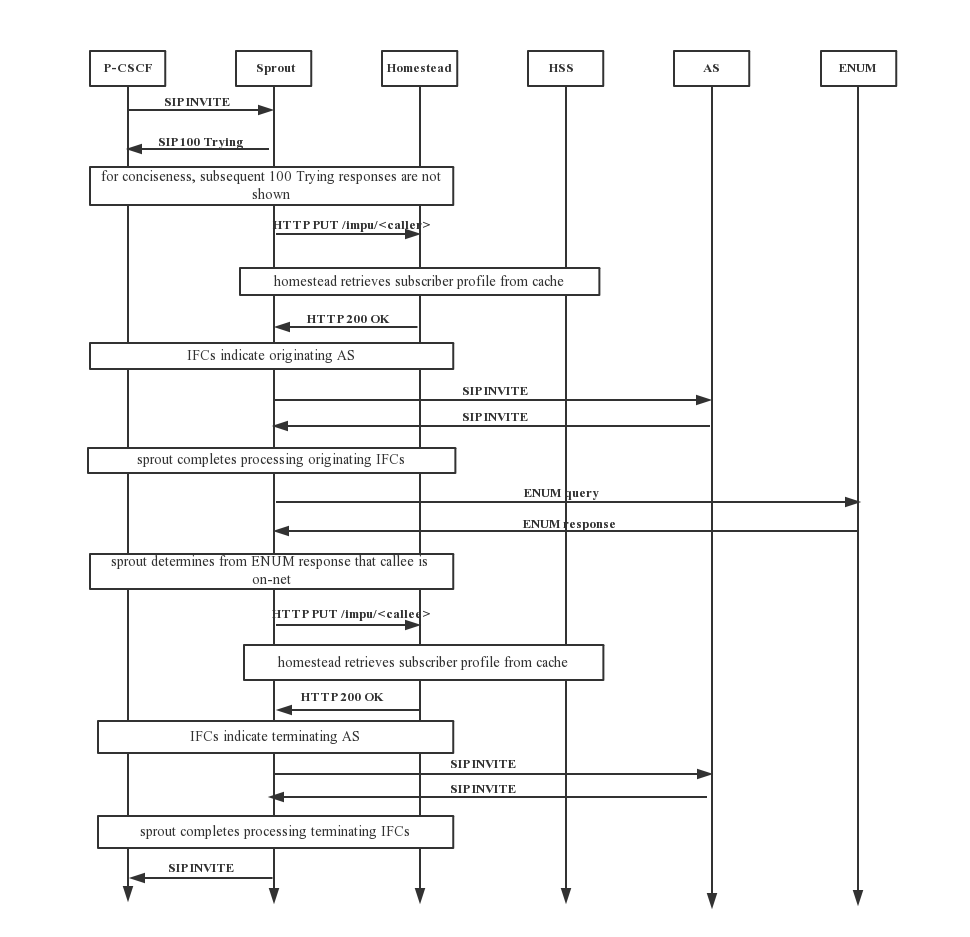 P-CSCF Sprout Homestead HSS AS ENUM
SIP INVITE
SIP 100 Trying
for conciseness, subsequent 100 Trying responses are not
shown
HTTP PUT /impu/<caller>
homestead retrieves subscriber profile from cache
HTTP 200 OK
IFCs indicate originating AS
SIP INVITE
SIP INVITE
sprout completes processing originating IFCs
ENUM query
ENUM response
sprout determines from ENUM response that callee is
on-net
HTTP PUT /impu/<callee>
homestead retrieves subscriber profile from cache
HTTP 200 OK
IFCs indicate terminating AS
SIP INVITE
SIP INVITE
sprout completes processing terminating IFCs
SIP INVITE